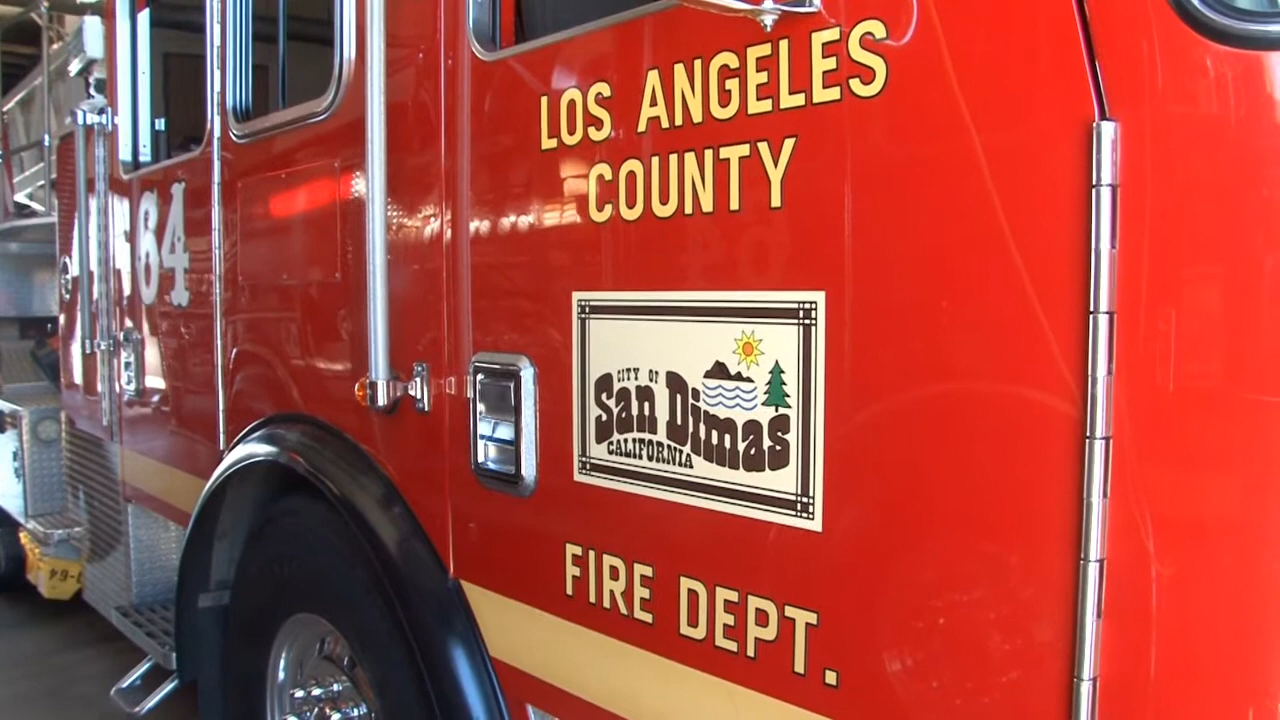 LOS ANGELES
COUNTY
64
CITY OF
San Dimas
CALIFORNIA
FIRE DEPT.